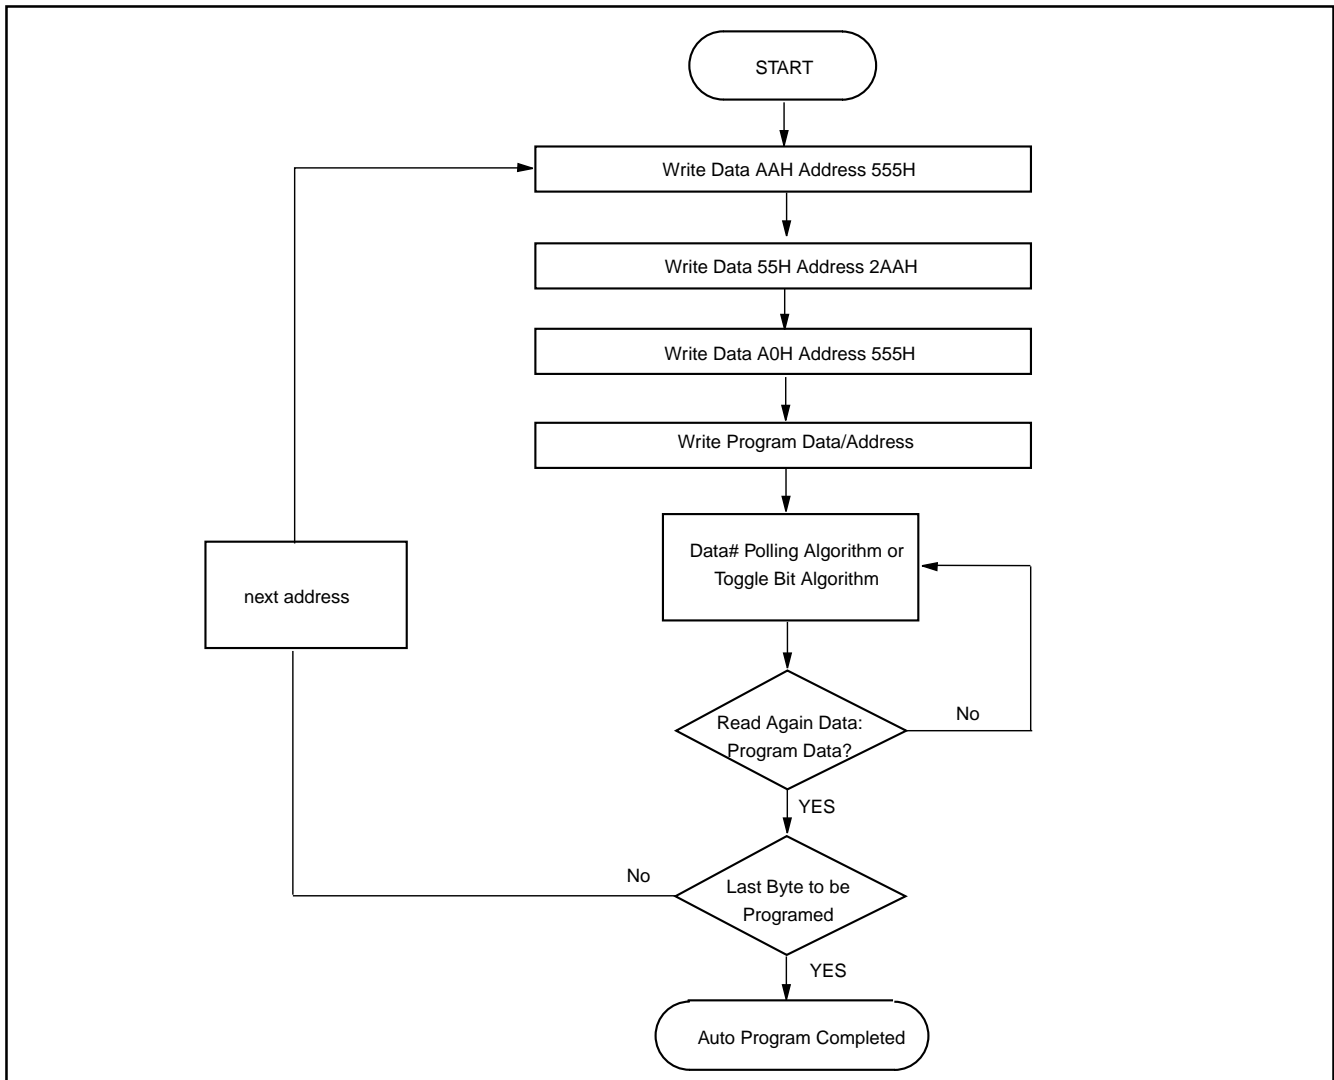 START
Write Data AAH Address 555H
Write Data 55H Address 2AAH
Write Data A0H Address 555H
Write Program Data/Address
Data# Polling Algorithm or
Toggle Bit Algorithm
next address
Read Again Data:
Program Data?
No
YES
No
Last Byte to be
Programed
YES
Auto Program Completed